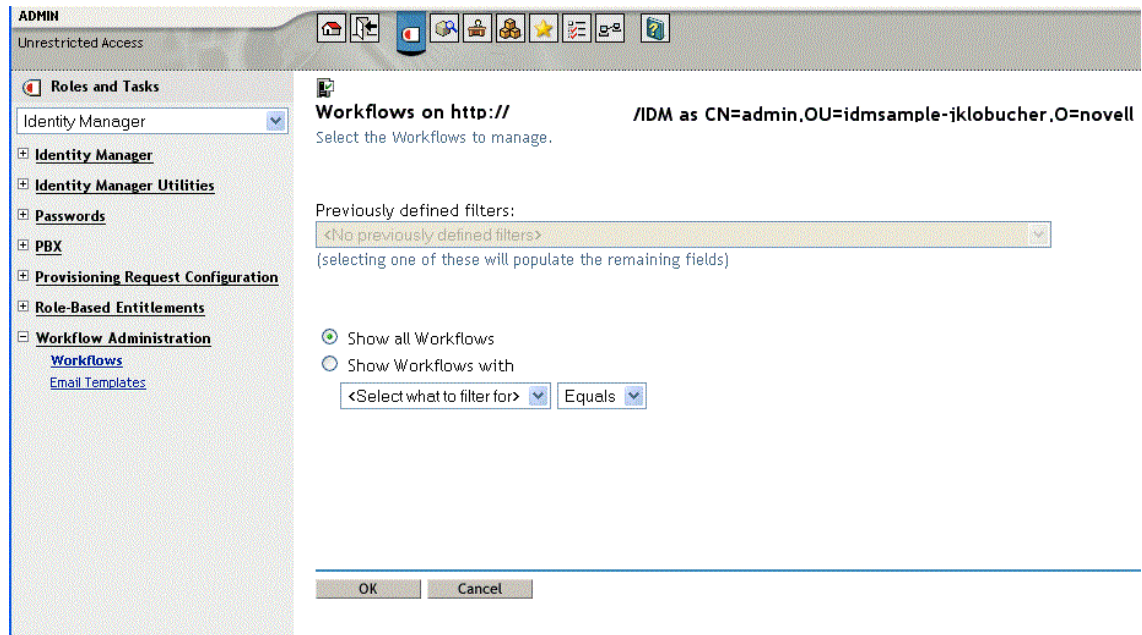 ADMIN
Unrestricted Access
Roles and Tasks
Identity Manager
Identity Manager
Identity Manager Utilities
Passwords
PBX
Provisioning Request Configuration
Role-Based Entitlements
Workflow Administration
Workflows
Email Templates
Workflows on http:// /IDM as CN=admin,OU=idmsample-jklobucher,O=novell
Select the Workflows to manage.
Previously defined filters:
<No previously defined filters>
(selecting one of these will populate the remaining fields)
Show all Workflows
Show Workflows with
<Select what to filter for> Equals
OK Cancel